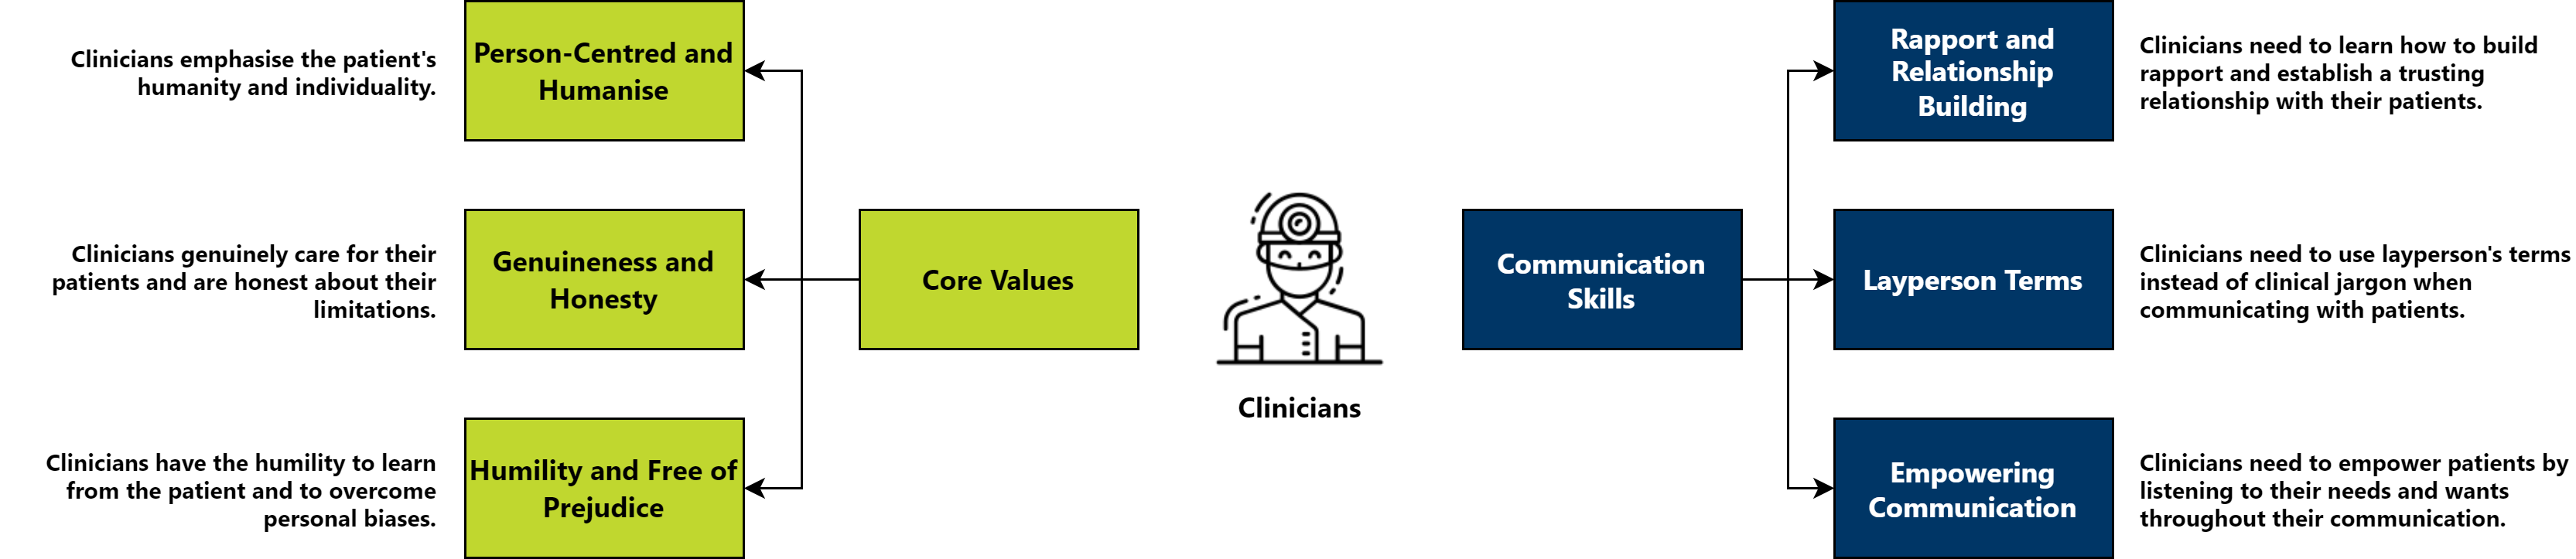 Clinicians emphasise the patient's
humanity and individuality.
Person-Centred and
Humanise
Clinicians genuinely care for their
patients and are honest about their
limitations.
Genuineness and
Honesty
Clinicians have the humility to learn
from the patient and to overcome
personal biases.
Humility and Free of
Prejudice
Core Values
Clinicians
Communication
Skills
Rapport and
Relationship
Building
Clinicians need to learn how to build
rapport and establish a trusting
relationship with their patients.
Layperson Terms
Clinicians need to use layperson's terms
instead of clinical jargon when
communicating with patients.
Empowering
Communication
Clinicians need to empower patients by
listening to their needs and wants
throughout their communication.